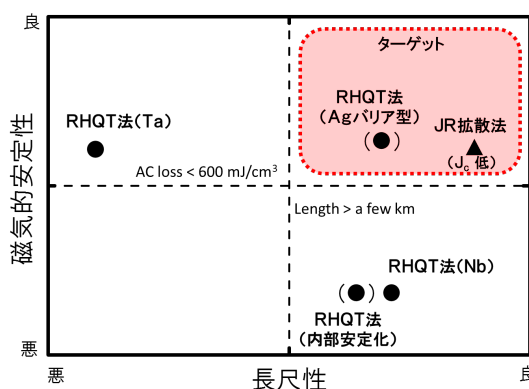 良
ターゲット
RHQT法
(Agバリア型)
(●)
JR拡散法
▲
(Jc 低)
RHQT法(Ta)
●
AC loss < 600 mJ/cm³
Length > a few km
RHQT法(Nb)
(●) ●
RHQT法
(内部安定化)
磁気的安定性
悪
悪
長尺性
良